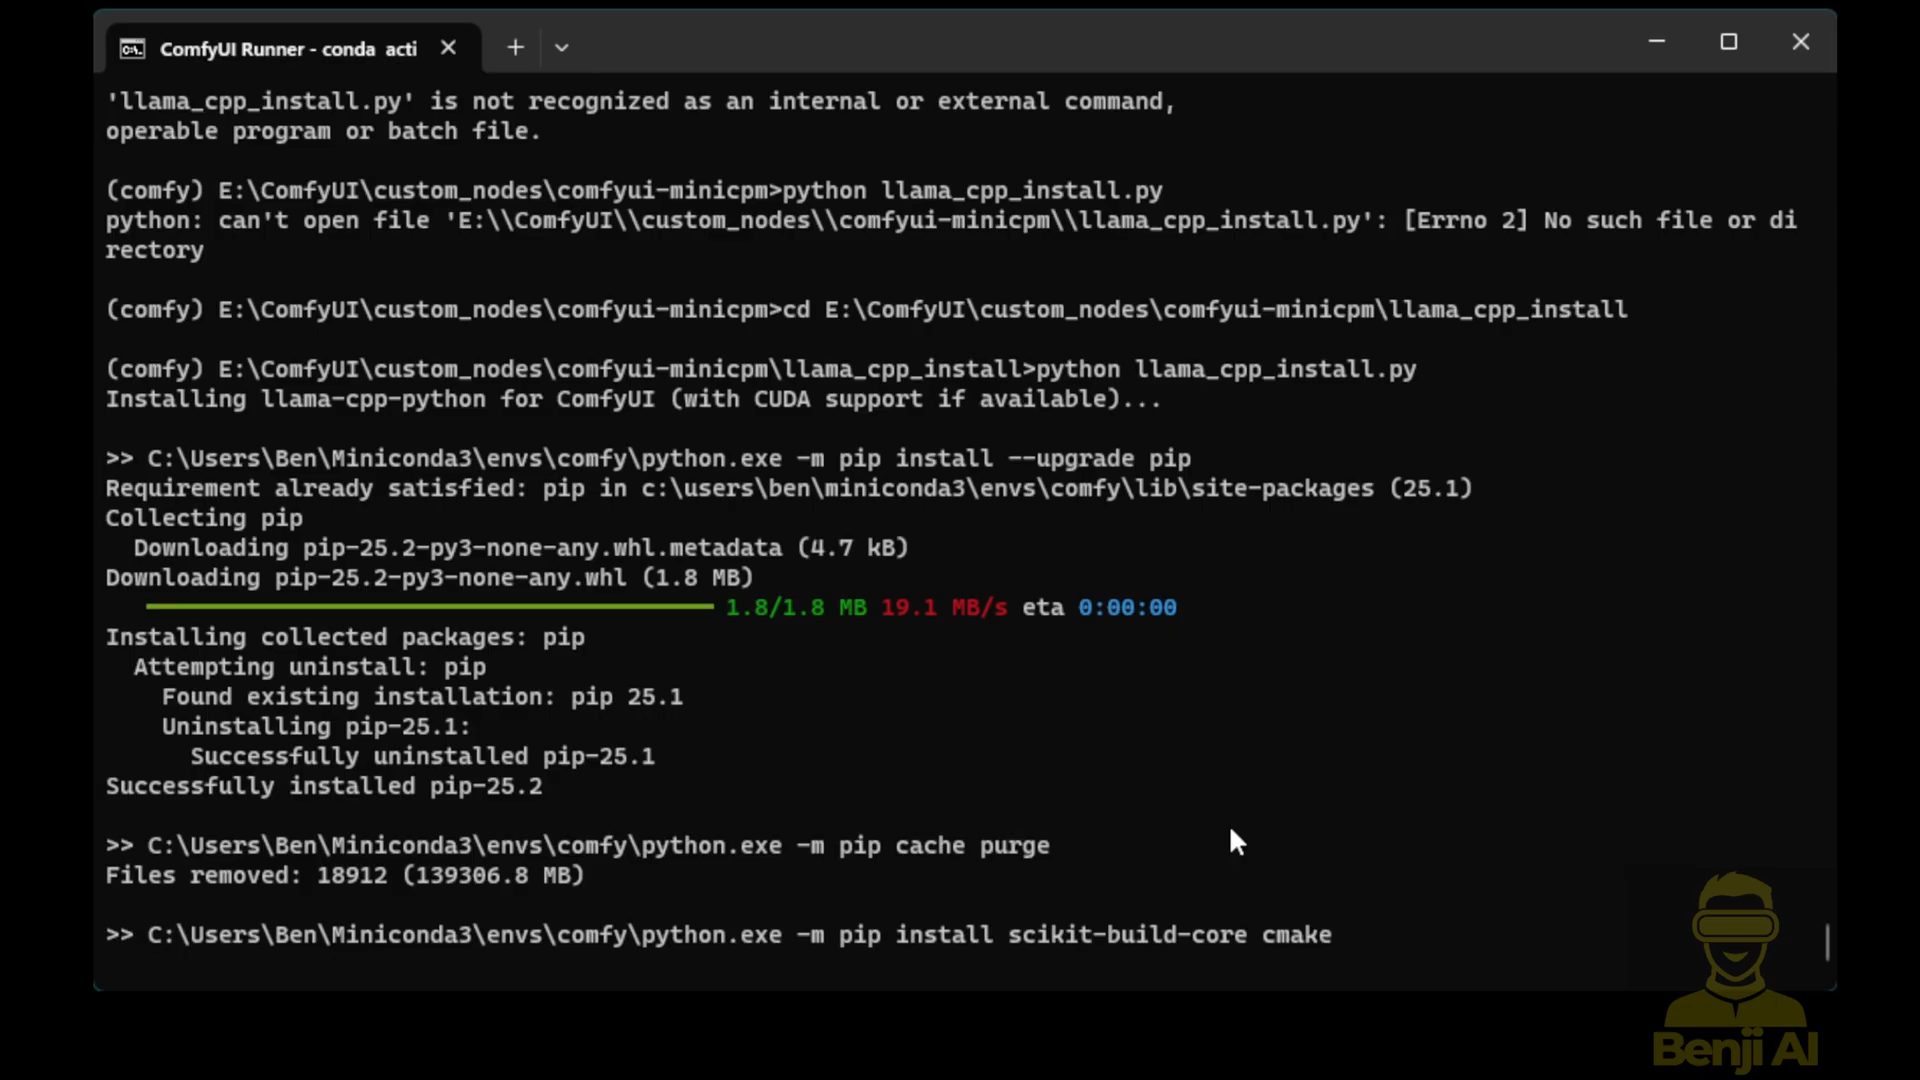 ComfyUI Runner - conda acti
'llama_cpp_install.py' is not recognized as an internal or external command,
operable program or batch file.
(comfy) E:\ComfyUI\custom_nodes\comfyui-minicpm>python llama_cpp_install.py
python: can't open file 'E:\\ComfyUI\\custom_nodes\\comfyui-minicpm\\llama_cpp_install.py': [Errno 2] No such file or di
rectory
(comfy) E:\ComfyUI\custom_nodes\comfyui-minicpm>cd E:\ComfyUI\custom_nodes\comfyui-minicpm\llama_cpp_install
(comfy) E:\ComfyUI\custom_nodes\comfyui-minicpm\llama_cpp_install>python llama_cpp_install.py
Installing llama-cpp-python for ComfyUI (with CUDA support if available)...
>> C:\Users\Ben\Miniconda3\envs\comfy\python.exe -m pip install --upgrade pip
Requirement already satisfied: pip in c:\users\ben\miniconda3\envs\comfy\lib\site-packages (25.1)
Collecting pip
Downloading pip-25.2-py3-none-any.whl.metadata (4.7 kB)
Downloading pip-25.2-py3-none-any.whl (1.8 MB)
1.8/1.8 MB 19.1 MB/s eta 0:00:00
Installing collected packages: pip
Attempting uninstall: pip
Found existing installation: pip 25.1
Uninstalling pip-25.1:
Successfully uninstalled pip-25.1
Successfully installed pip-25.2
>> C:\Users\Ben\Miniconda3\envs\comfy\python.exe -m pip cache purge
Files removed: 18912 (139306.8 MB)
>> C:\Users\Ben\Miniconda3\envs\comfy\python.exe -m pip install scikit-build-core cmake
Benji AI